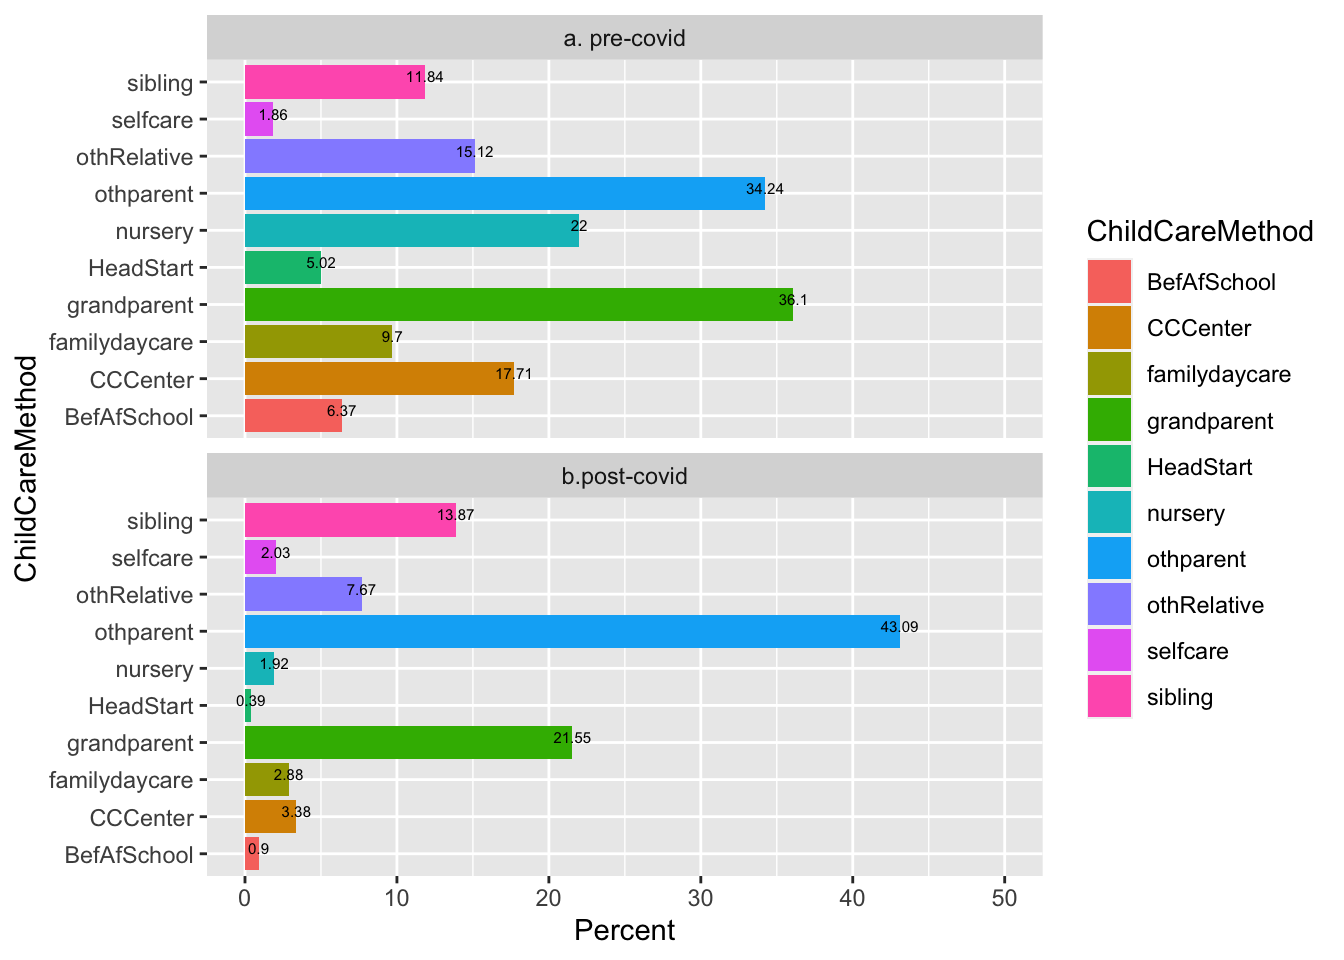 a. pre-covid
sibling 11.84
selfcare 1.86
othRelative 15.12
othparent 34.24
nursery 22
HeadStart 5.02
grandparent 36.1
familydaycare 9.7
CCCenter 17.71
BefAfSchool 6.37
b.post-covid
sibling 13.87
selfcare 2.03
othRelative 7.67
othparent 43.09
nursery 1.92
HeadStart 0.39
grandparent 21.55
familydaycare 2.88
CCCenter 3.38
BefAfSchool 0.9
0 10 20 30 40 50
Percent
ChildCareMethod
ChildCareMethod
BefAfSchool
CCCenter
familydaycare
grandparent
HeadStart
nursery
othparent
othRelative
selfcare
sibling